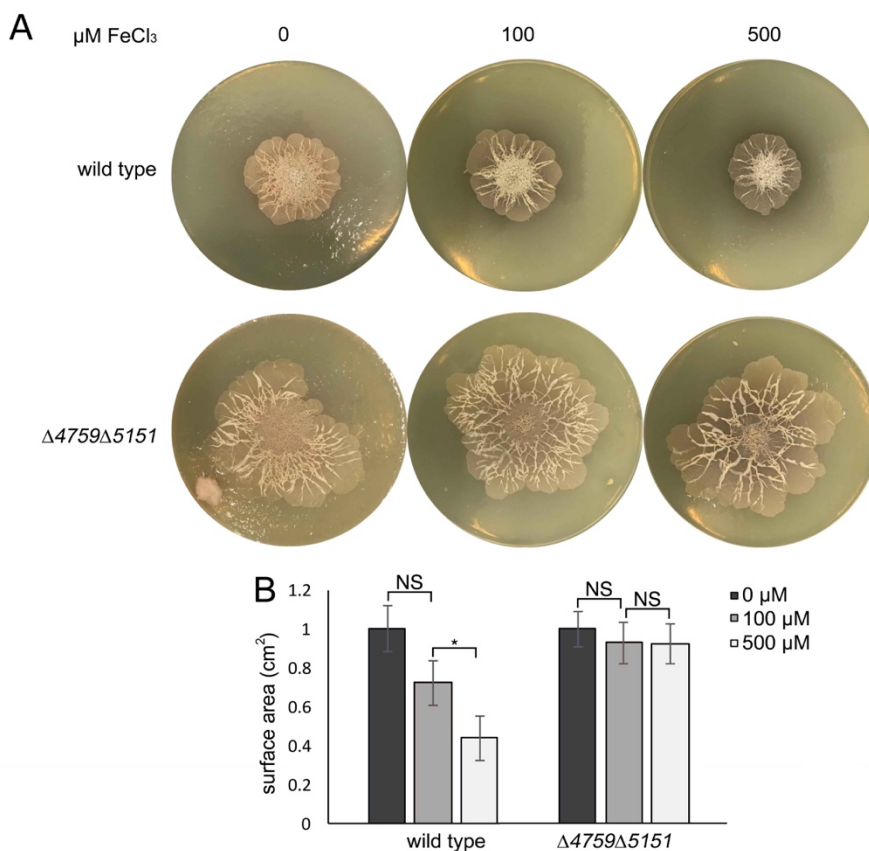 A
µM FeCl₃ 0 100 500
wild type
Δ4759Δ5151
B
surface area (cm²)
1.2
1
0.8
0.6
0.4
0.2
0
NS
*
NS
NS
0 µM
100 µM
500 µM
wild type
Δ4759Δ5151